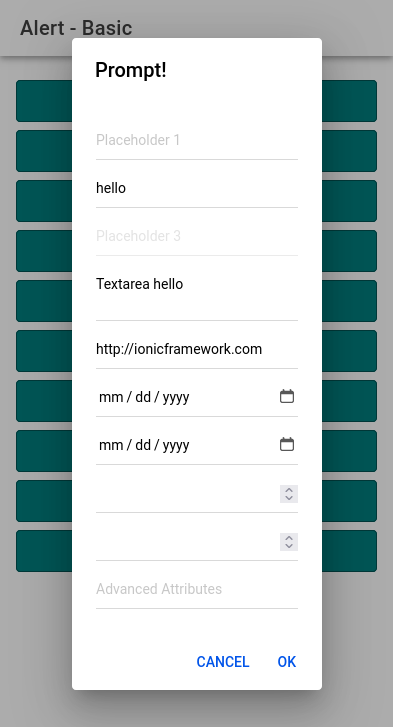 Alert - Basic
Prompt!
Placeholder 1
hello
Placeholder 3
Textarea hello
http://ionicframework.com
mm / dd / yyyy
mm / dd / yyyy
Advanced Attributes
CANCEL OK